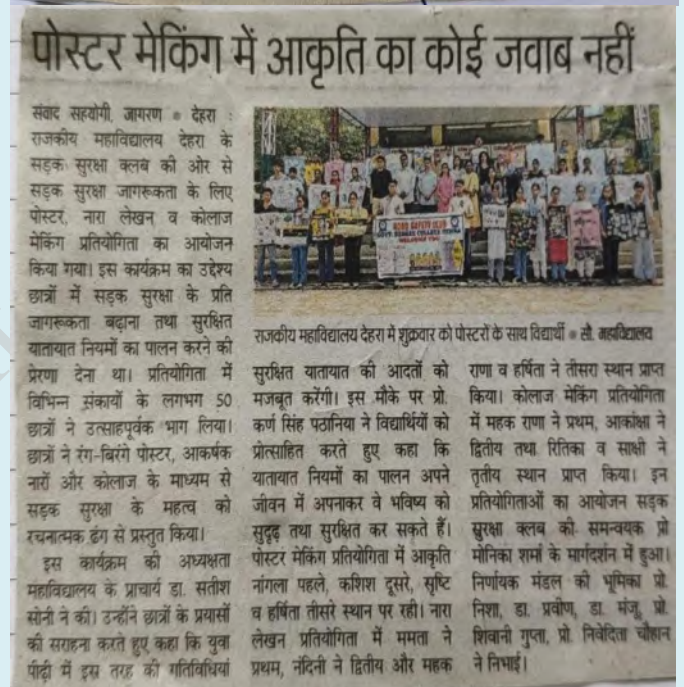 पोस्टर मेकिंग में आकृति का कोई जवाब नहीं
संवाद सहयोगी, जागरण • देहरा :
राजकीय महाविद्यालय देहरा के
सड़क सुरक्षा क्लब की ओर से
सड़क सुरक्षा जागरूकता के लिए
पोस्टर, नारा लेखन व कोलाज
मेकिंग प्रतियोगिता का आयोजन
किया गया। इस कार्यक्रम का उद्देश्य
छात्रों में सड़क सुरक्षा के प्रति
जागरूकता बढ़ाना तथा सुरक्षित
यातायात नियमों का पालन करने की
प्रेरणा देना था। प्रतियोगिता में
विभिन्न संकायों के लगभग 50
छात्रों ने उत्साहपूर्वक भाग लिया।
छात्रों ने रंग-बिरंगे पोस्टर, आकर्षक
नारों और कोलाज के माध्यम से
सड़क सुरक्षा के महत्व को
रचनात्मक ढंग से प्रस्तुत किया।
इस कार्यक्रम की अध्यक्षता
महाविद्यालय के प्राचार्य डा. सतीश
सोनी ने की। उन्होंने छात्रों के प्रयासों
की सराहना करते हुए कहा कि युवा
पीढ़ी में इस तरह की गतिविधियां
ROAD SAFETY CLUB
GOVT. DEGREE COLLEGE DEHRA
राजकीय महाविद्यालय देहरा में शुक्रवार को पोस्टरों के साथ विद्यार्थी • सौ. महाविद्यालय
सुरक्षित यातायात की आदतों को
मजबूत करेंगी। इस मौके पर प्रो.
कर्ण सिंह पठानिया ने विद्यार्थियों को
प्रोत्साहित करते हुए कहा कि
यातायात नियमों का पालन अपने
जीवन में अपनाकर वे भविष्य को
सुदृढ़ तथा सुरक्षित कर सकते हैं।
पोस्टर मेकिंग प्रतियोगिता में आकृति
नांगला पहले, कशिश दूसरे, सृष्टि
व हर्षिता तीसरे स्थान पर रही। नारा
लेखन प्रतियोगिता में ममता ने
प्रथम, नंदिनी ने द्वितीय और महक
राणा व हर्षिता ने तीसरा स्थान प्राप्त
किया। कोलाज मेकिंग प्रतियोगिता
में महक राणा ने प्रथम, आकांक्षा ने
द्वितीय तथा रितिका व साक्षी ने
तृतीय स्थान प्राप्त किया। इन
प्रतियोगिताओं का आयोजन सड़क
सुरक्षा क्लब की समन्वयक प्रो
मोनिका शर्मा के मार्गदर्शन में हुआ।
निर्णायक मंडल की भूमिका प्रो.
निशा, डा. प्रवीण, डा. मंजू, प्रो.
शिवानी गुप्ता, प्रो. निवेदिता चौहान
ने निभाई।